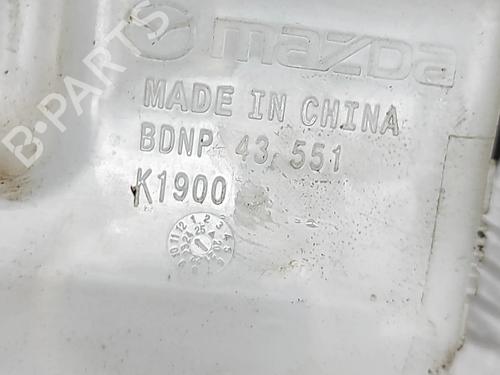 mazda
MADE IN CHINA
BDNP 43 551
K1900
B-PARTS